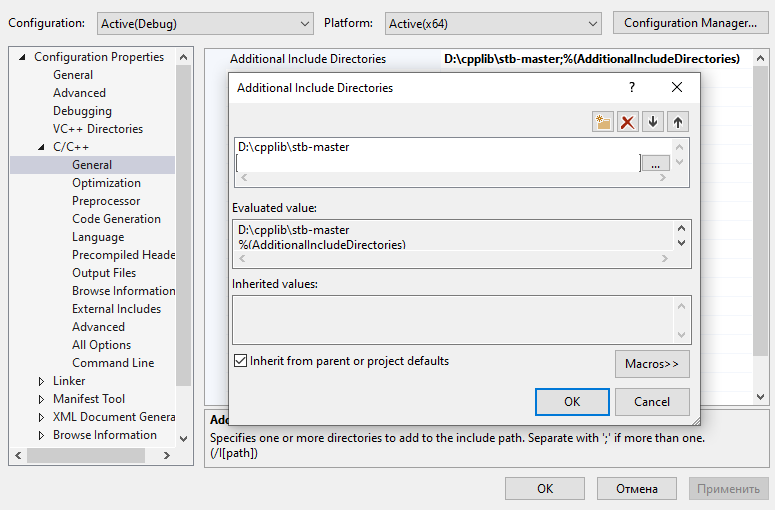 Configuration: Active(Debug) Platform: Active(x64) Configuration Manager...
Configuration Properties
General
Advanced
Debugging
VC++ Directories
C/C++
General
Optimization
Preprocessor
Code Generation
Language
Precompiled Heade
Output Files
Browse Information
External Includes
Advanced
All Options
Command Line
Linker
Manifest Tool
XML Document Genera
Browse Information
Additional Include Directories D:\cpplib\stb-master;%(AdditionalIncludeDirectories)
Additional Include Directories
D:\cpplib\stb-master
...
Evaluated value:
D:\cpplib\stb-master
%(AdditionalIncludeDirectories)
Inherited values:
Inherit from parent or project defaults
Macros>>
OK Cancel
Add
Specifies one or more directories to add to the include path. Separate with ';' if more than one.
(/I[path])
OK Отмена Применить